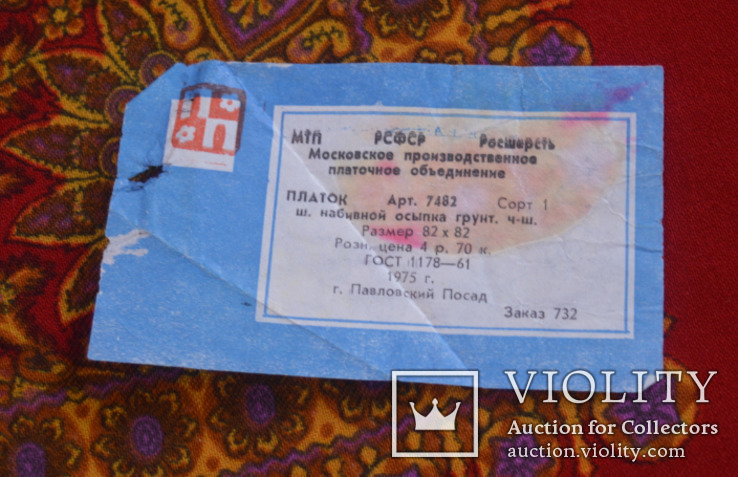 МТП РСФСР Росшерсть
Московское производственное
платочное объединение
ПЛАТОК Арт. 7482 Сорт 1
ш. набивной осыпка грунт. ч-ш.
Размер 82 х 82
Розн. цена 4 р. 70 к.
ГОСТ 1178—61
1975 г.
г. Павловский Посад
Заказ 732
VIOLITY
Auction for Collectors
auction.violity.com